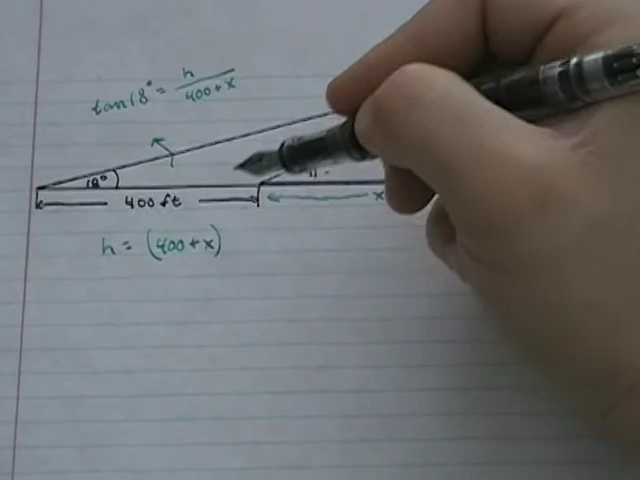 tan 18° = h / 400 + x
18°
400 ft
x
h = (400 + x)